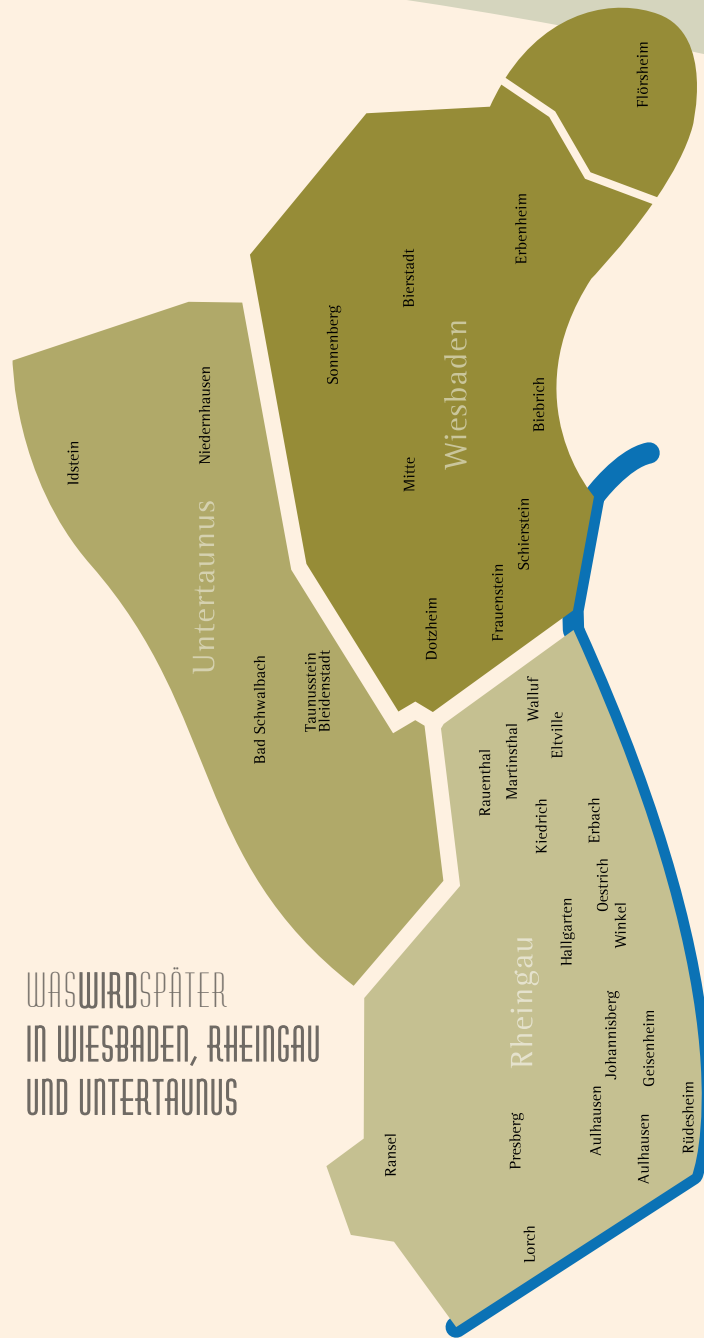 Flörsheim
Erbenheim
Bierstadt
Sonnenberg
Wiesbaden
Biebrich
Mitte
Schierstein
Frauenstein
Dotzheim
Idstein
Niedernhausen
Untertaunus
Bad Schwalbach
Taunusstein
Bleidenstadt
Walluf
Eltville
Martinsthal
Rauenthal
Kiedrich
Erbach
Oestrich
Winkel
Hallgarten
Rheingau
Johannisberg
Geisenheim
Aulhausen
Aulhausen
Rüdesheim
Presberg
Ransel
Lorch
WASWIRDSPÄTER
IN WIESBADEN, RHEINGAU
UND UNTERTAUNUS